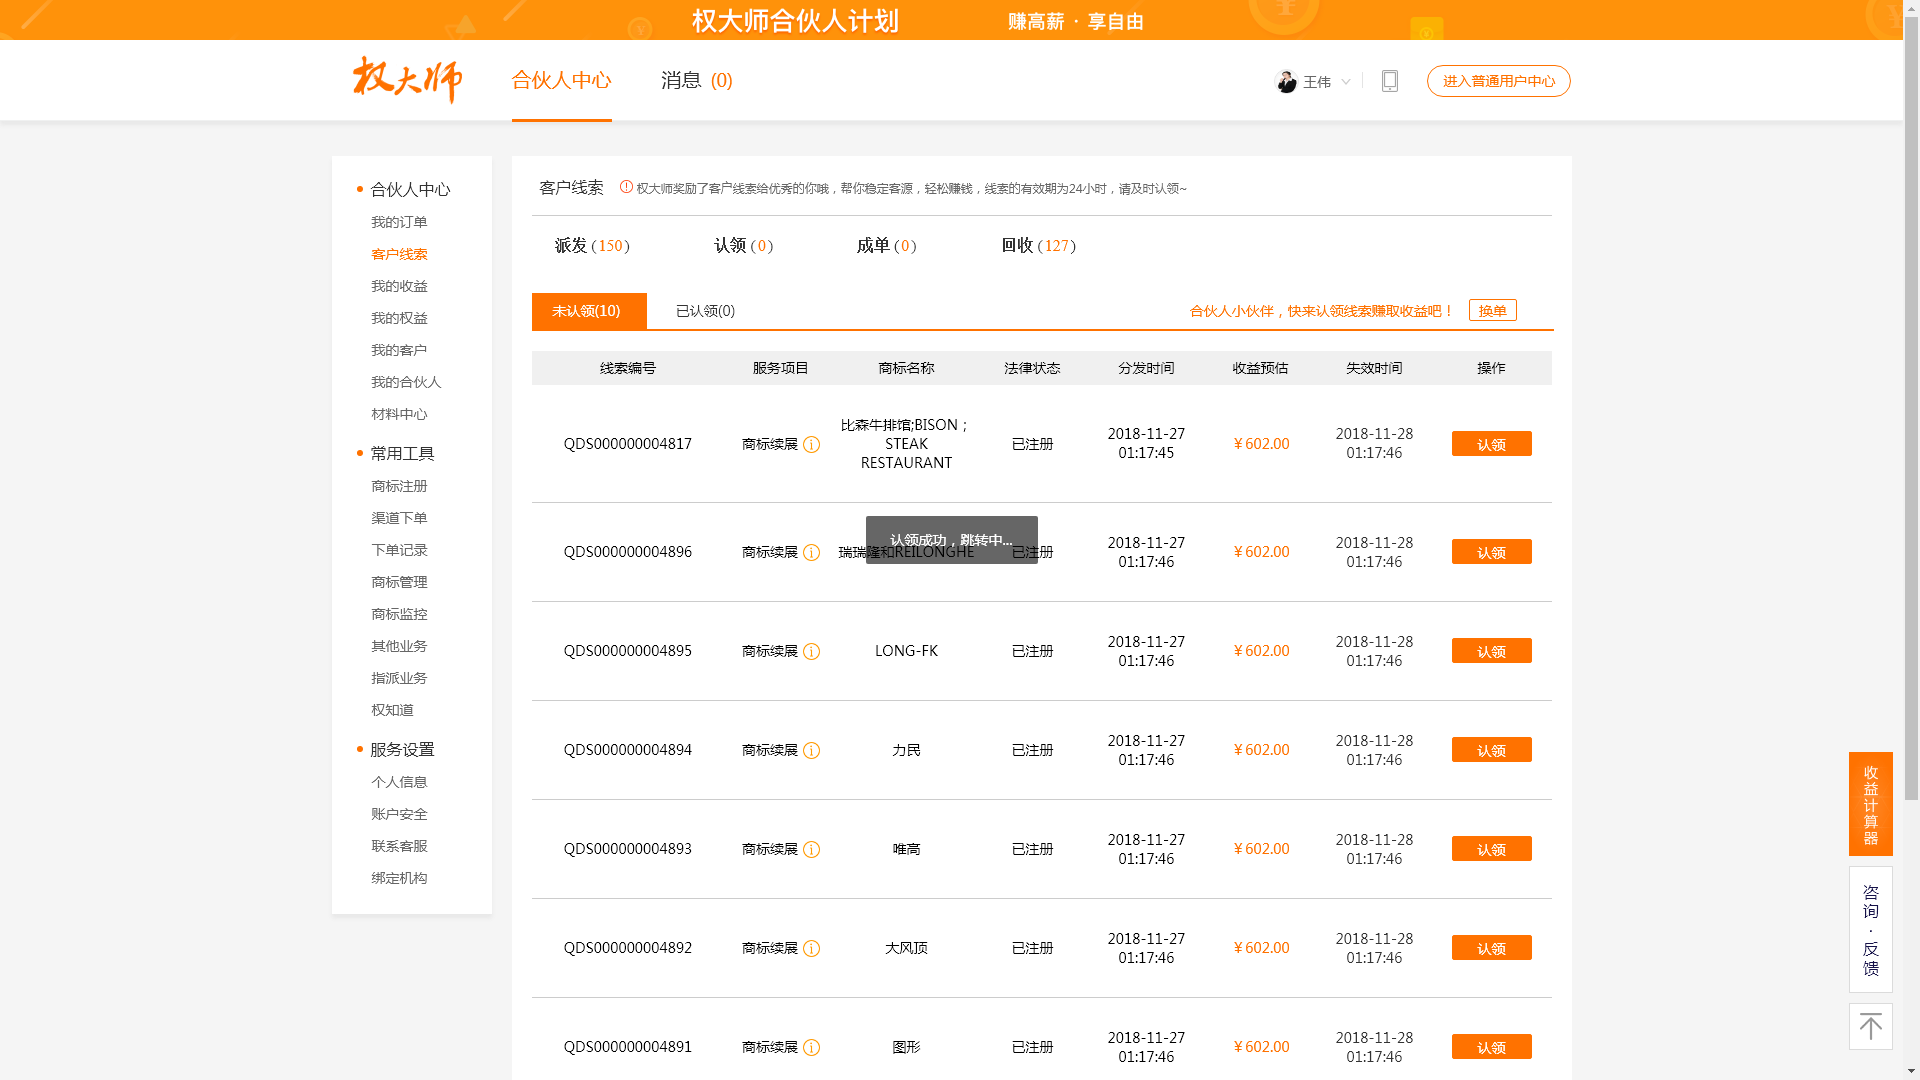 权大师合伙人计划 赚高薪 · 享自由
权大师 合伙人中心 消息 (0) 王伟 进入普通用户中心
合伙人中心
我的订单
客户线索
我的收益
我的权益
我的客户
我的合伙人
材料中心
常用工具
商标注册
渠道下单
下单记录
商标管理
商标监控
其他业务
指派业务
权知道
服务设置
个人信息
账户安全
联系客服
绑定机构
客户线索 权大师奖励了客户线索给优秀的你哦，帮你稳定客源，轻松赚钱，线索的有效期为24小时，请及时认领~
派发 (150) 认领 (0) 成单 (0) 回收 (127)
未认领(10) 已认领(0) 合伙人小伙伴，快来认领线索赚取收益吧！ 换单
线索编号 服务项目 商标名称 法律状态 分发时间 收益预估 失效时间 操作
QDS000000004817 商标续展 比森牛排馆;BISON；STEAK RESTAURANT 已注册 2018-11-27 01:17:45 ￥602.00 2018-11-28 01:17:46 认领
认领成功，跳转中...
QDS000000004896 商标续展 瑞瑞隆和REILONGHE 已注册 2018-11-27 01:17:46 ￥602.00 2018-11-28 01:17:46 认领
QDS000000004895 商标续展 LONG-FK 已注册 2018-11-27 01:17:46 ￥602.00 2018-11-28 01:17:46 认领
QDS000000004894 商标续展 力民 已注册 2018-11-27 01:17:46 ￥602.00 2018-11-28 01:17:46 认领
QDS000000004893 商标续展 唯高 已注册 2018-11-27 01:17:46 ￥602.00 2018-11-28 01:17:46 认领
QDS000000004892 商标续展 大风顶 已注册 2018-11-27 01:17:46 ￥602.00 2018-11-28 01:17:46 认领
QDS000000004891 商标续展 图形 已注册 2018-11-27 01:17:46 ￥602.00 2018-11-28 01:17:46 认领
收益计算器
咨询·反馈